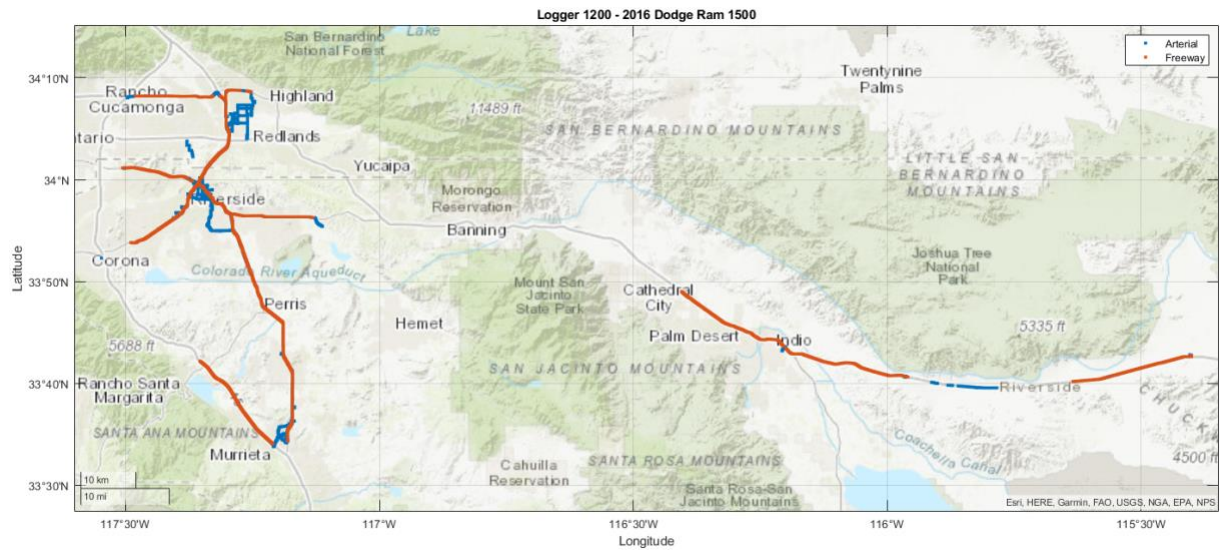 Logger 1200 - 2016 Dodge Ram 1500
Arterial
Freeway
Lake
San Bernardino
National Forest
Twentynine
Palms
34°10'N
Rancho
Cucamonga
Highland
11489 ft
ntario
Redlands
SAN BERNARDINO MOUNTAINS
Yucaipa
LITTLE SAN
BERNARDINO
MOUNTAINS
34°N
Riverside
Morongo
Reservation
Banning
Corona
Colorado River Aqueduct
Joshua Tree
National
Park
33°50'N
Latitude
Perris
Mount San
Jacinto
State Park
Cathedral
City
Hemet
5688 ft
Palm Desert
Indio
5335 ft
33°40'N
Rancho Santa
Margarita
SAN JACINTO MOUNTAINS
Riverside
CHUCK
SANTA ANA MOUNTAINS
Murrieta
Coachella Canal
4500 ft
10 km
10 mi
Cahuilla
Reservation
SANTA ROSA MOUNTAINS
33°30'N
Santa Rosa-San
Jacinto Mountains
Esri, HERE, Garmin, FAO, USGS, NGA, EPA, NPS
117°30'W
117°W
116°30'W
116°W
115°30'W
Longitude